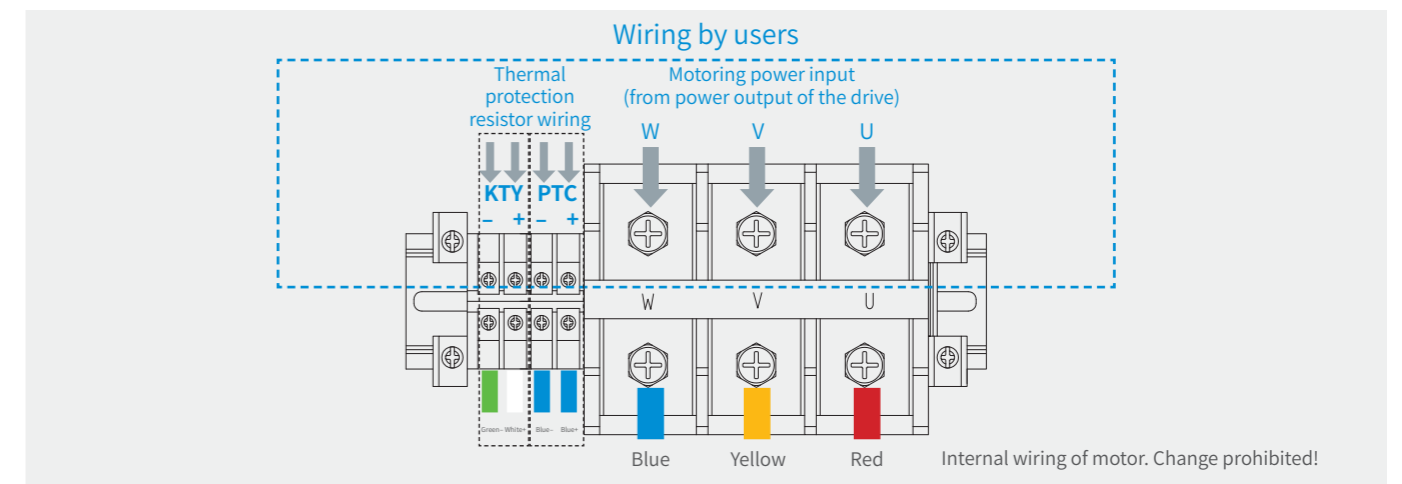 Wiring by users
Thermal
protection
resistor wiring
Motoring power input
(from power output of the drive)
W V U
KTY PTC
– + – +
W V U
Green– White+ Blue– Blue+
Blue Yellow Red
Internal wiring of motor. Change prohibited!